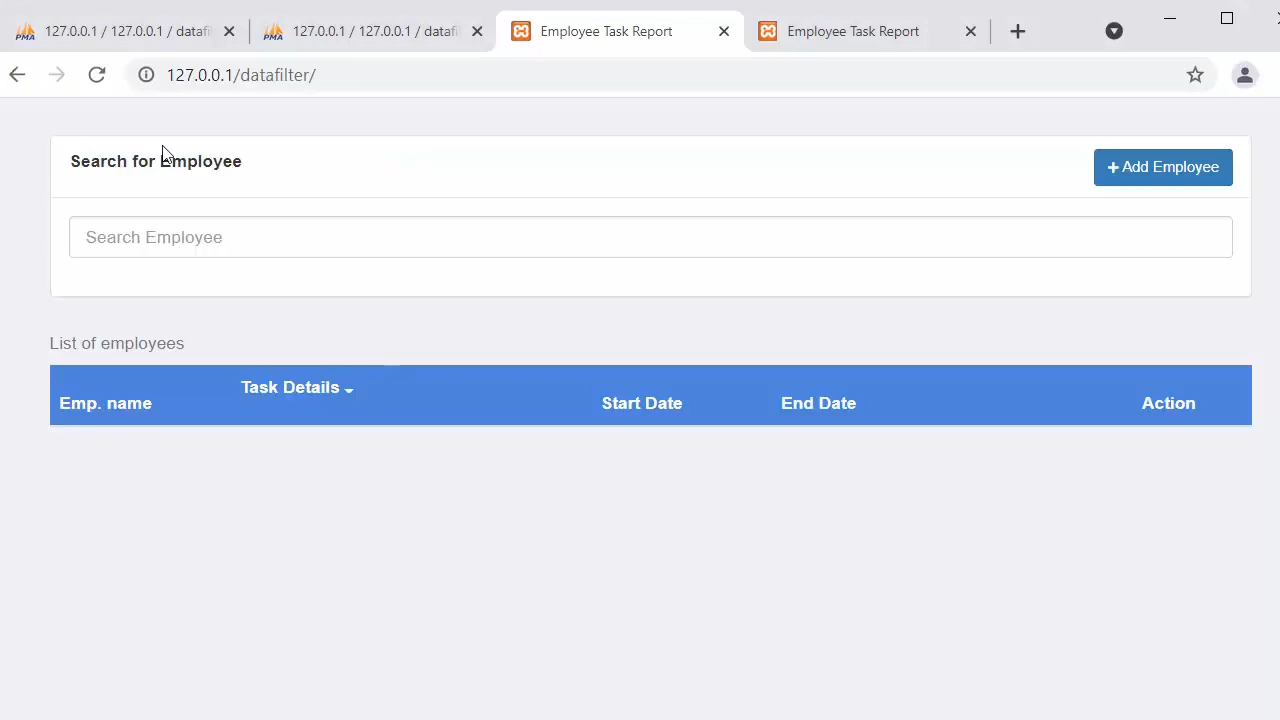 127.0.0.1 / 127.0.0.1 / datafi
127.0.0.1 / 127.0.0.1 / datafi
Employee Task Report
Employee Task Report
PMA
PMA
127.0.0.1/datafilter/
Search for Employee
+ Add Employee
Search Employee
List of employees
Task Details
Emp. name
Start Date
End Date
Action